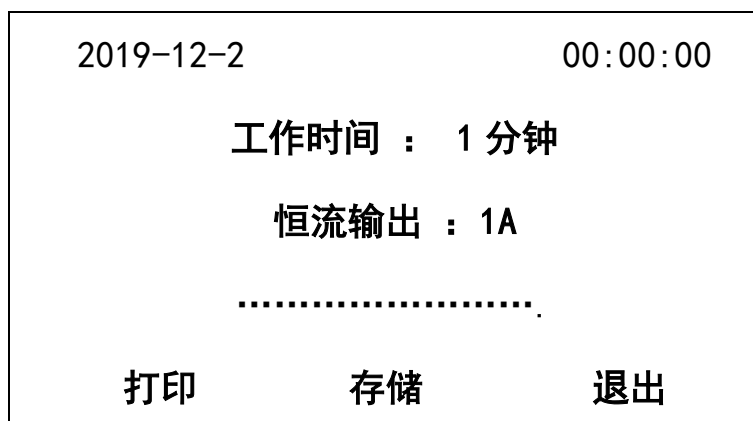 2019-12-2 00:00:00
工作时间 ： 1 分钟
恒流输出 ：1A
……………………….
打印 存储 退出